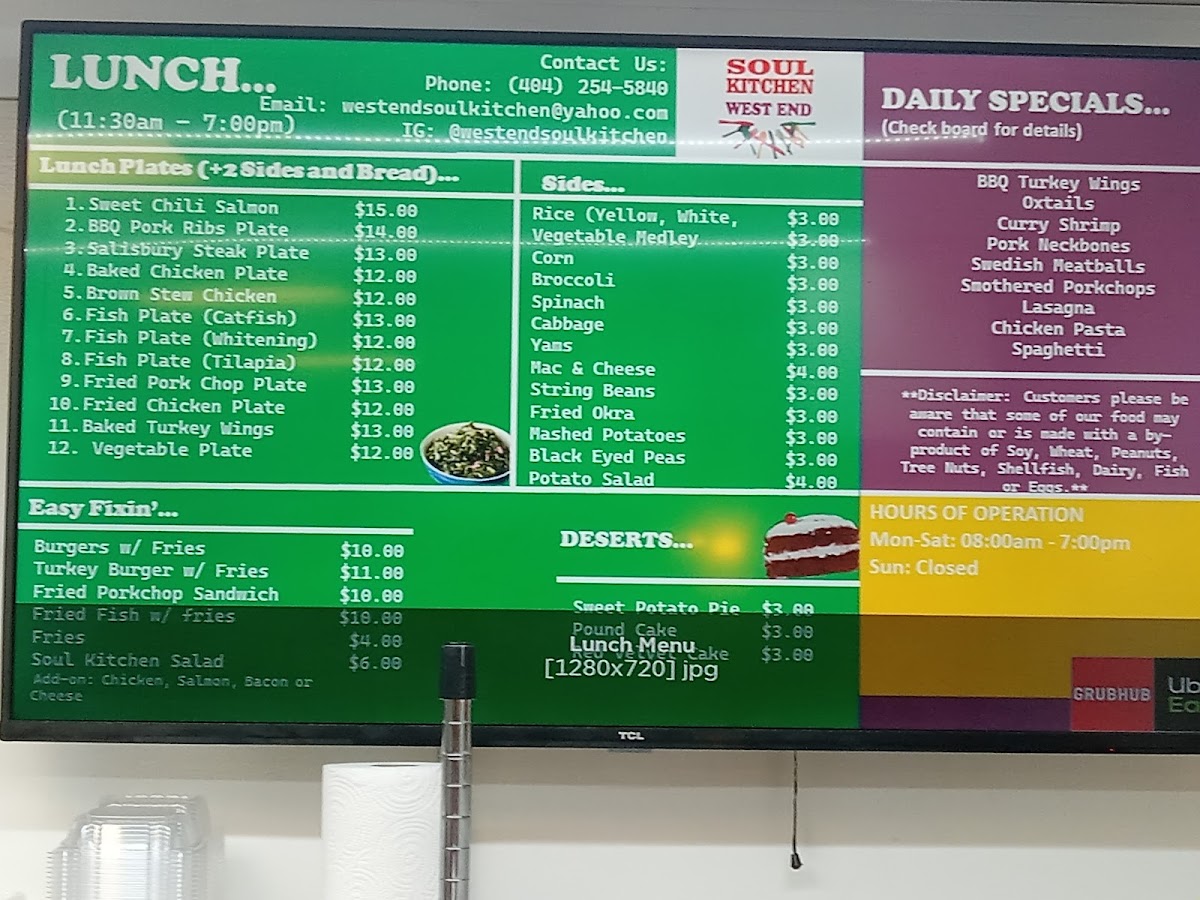 LUNCH...
(11:30am - 7:00pm)
Contact Us:
Phone: (404) 254-5840
Email: westendsoulkitchen@yahoo.com
IG: @westendsoulkitchen
SOUL
KITCHEN
WEST END
DAILY SPECIALS...
(Check board for details)
Lunch Plates (+2 Sides and Bread)...
1. Sweet Chili Salmon $15.00
2. BBQ Pork Ribs Plate $14.00
3. Salisbury Steak Plate $13.00
4. Baked Chicken Plate $12.00
5. Brown Stew Chicken $12.00
6. Fish Plate (Catfish) $13.00
7. Fish Plate (Whitening) $12.00
8. Fish Plate (Tilapia) $12.00
9. Fried Pork Chop Plate $13.00
10. Fried Chicken Plate $12.00
11. Baked Turkey Wings $13.00
12. Vegetable Plate $12.00
Sides...
Rice (Yellow, White, $3.00
Vegetable Medley $3.00
Corn $3.00
Broccoli $3.00
Spinach $3.00
Cabbage $3.00
Yams $3.00
Mac & Cheese $4.00
String Beans $3.00
Fried Okra $3.00
Mashed Potatoes $3.00
Black Eyed Peas $3.00
Potato Salad $4.00
BBQ Turkey Wings
Oxtails
Curry Shrimp
Pork Neckbones
Swedish Meatballs
Smothered Porkchops
Lasagna
Chicken Pasta
Spaghetti
**Disclaimer: Customers please be
aware that some of our food may
contain or is made with a by-
product of Soy, Wheat, Peanuts,
Tree Nuts, Shellfish, Dairy, Fish
or Eggs.**
Easy Fixin'...
Burgers w/ Fries $10.00
Turkey Burger w/ Fries $11.00
Fried Porkchop Sandwich $10.00
Fried Fish w/ fries $10.00
Fries $4.00
Soul Kitchen Salad $6.00
Add-on: Chicken, Salmon, Bacon or
Cheese
DESERTS...
Sweet Potato Pie $3.00
Pound Cake $3.00
Red Velvet Cake $3.00
Lunch Menu
[1280x720] jpg
HOURS OF OPERATION
Mon-Sat: 08:00am - 7:00pm
Sun: Closed
GRUBHUB
Ub
Ea
TCL